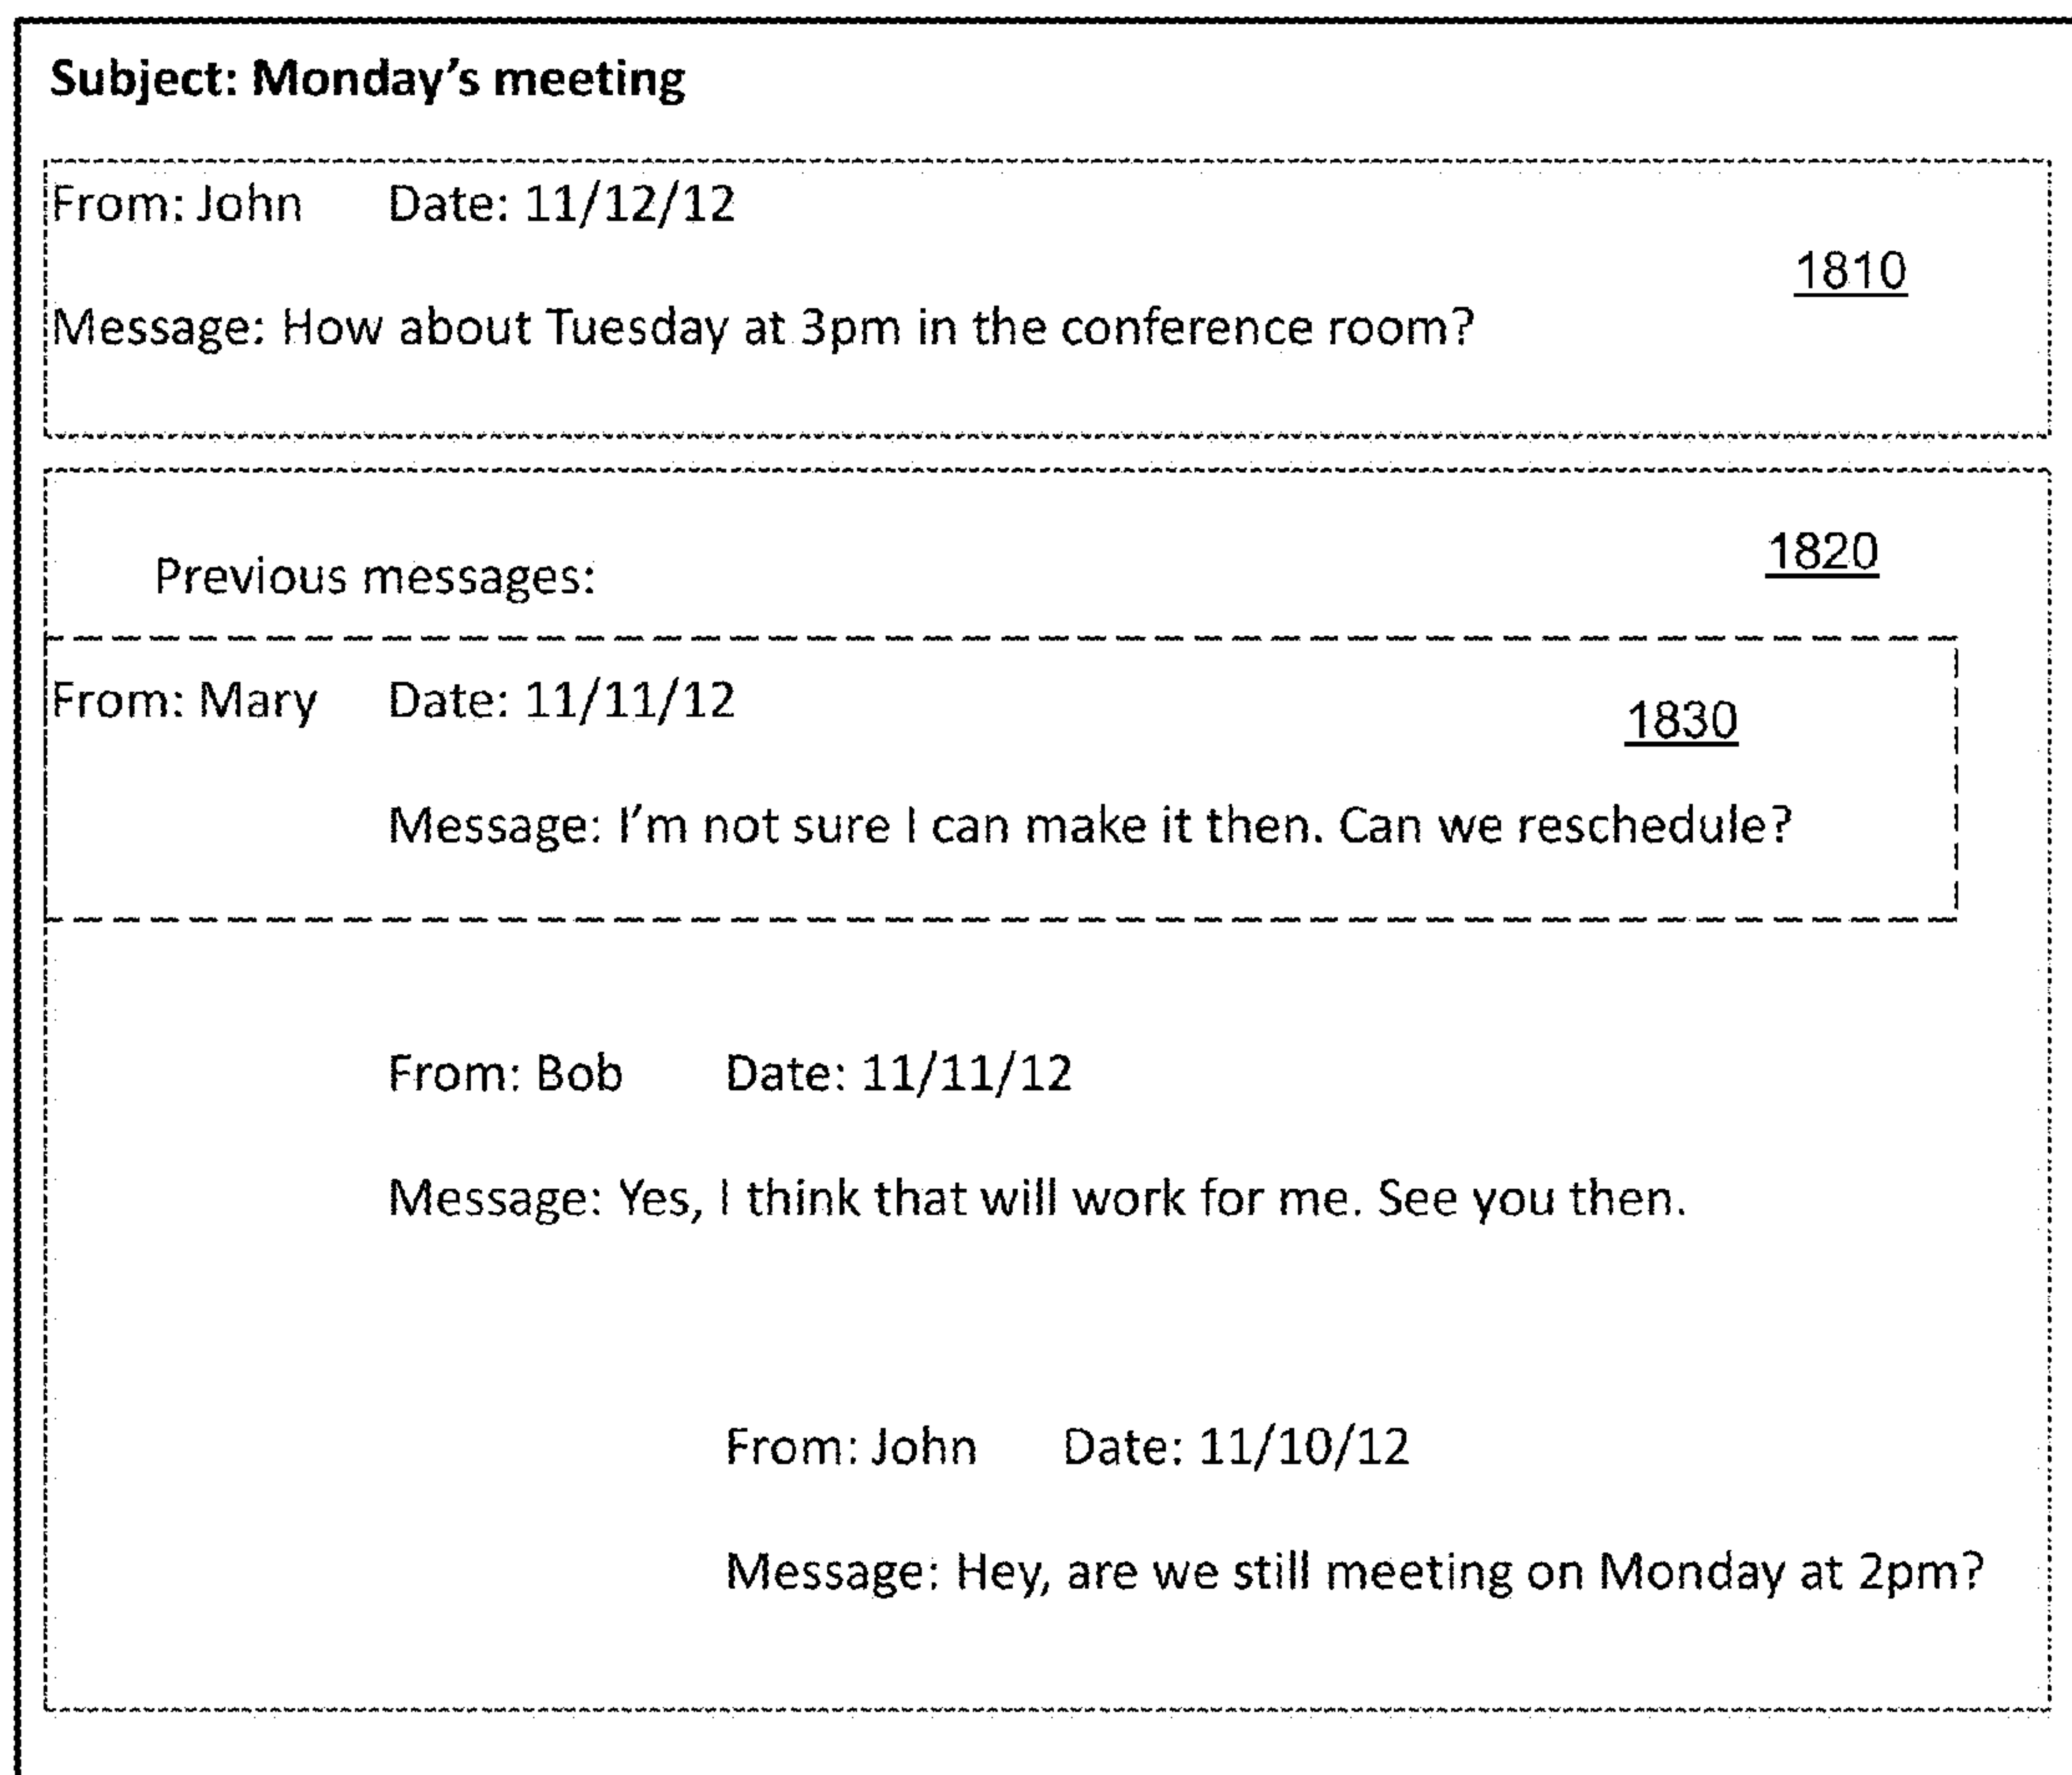 Subject: Monday's meeting
From: John Date: 11/12/12
1810
Message: How about Tuesday at 3pm in the conference room?
1820
Previous messages:
From: Mary Date: 11/11/12
1830
Message: I'm not sure I can make it then. Can we reschedule?
From: Bob Date: 11/11/12
Message: Yes, I think that will work for me. See you then.
From: John Date: 11/10/12
Message: Hey, are we still meeting on Monday at 2pm?